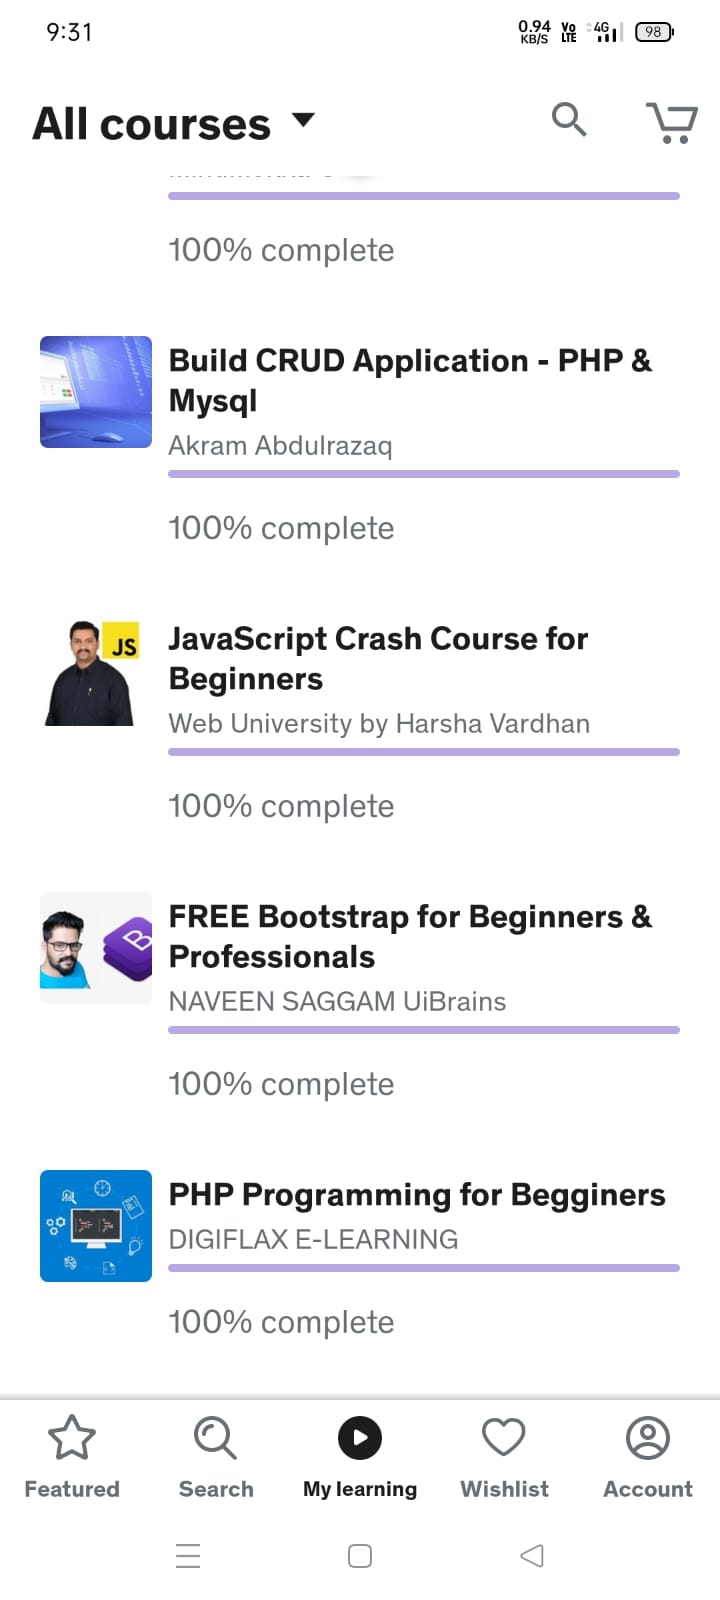 9:31
0.94 KB/S Vo LTE 4G 98
All courses
100% complete
Build CRUD Application - PHP &
Mysql
Akram Abdulrazaq
100% complete
JS
JavaScript Crash Course for
Beginners
Web University by Harsha Vardhan
100% complete
B
FREE Bootstrap for Beginners &
Professionals
NAVEEN SAGGAM UiBrains
100% complete
PHP Programming for Begginers
DIGIFLAX E-LEARNING
100% complete
Featured Search My learning Wishlist Account